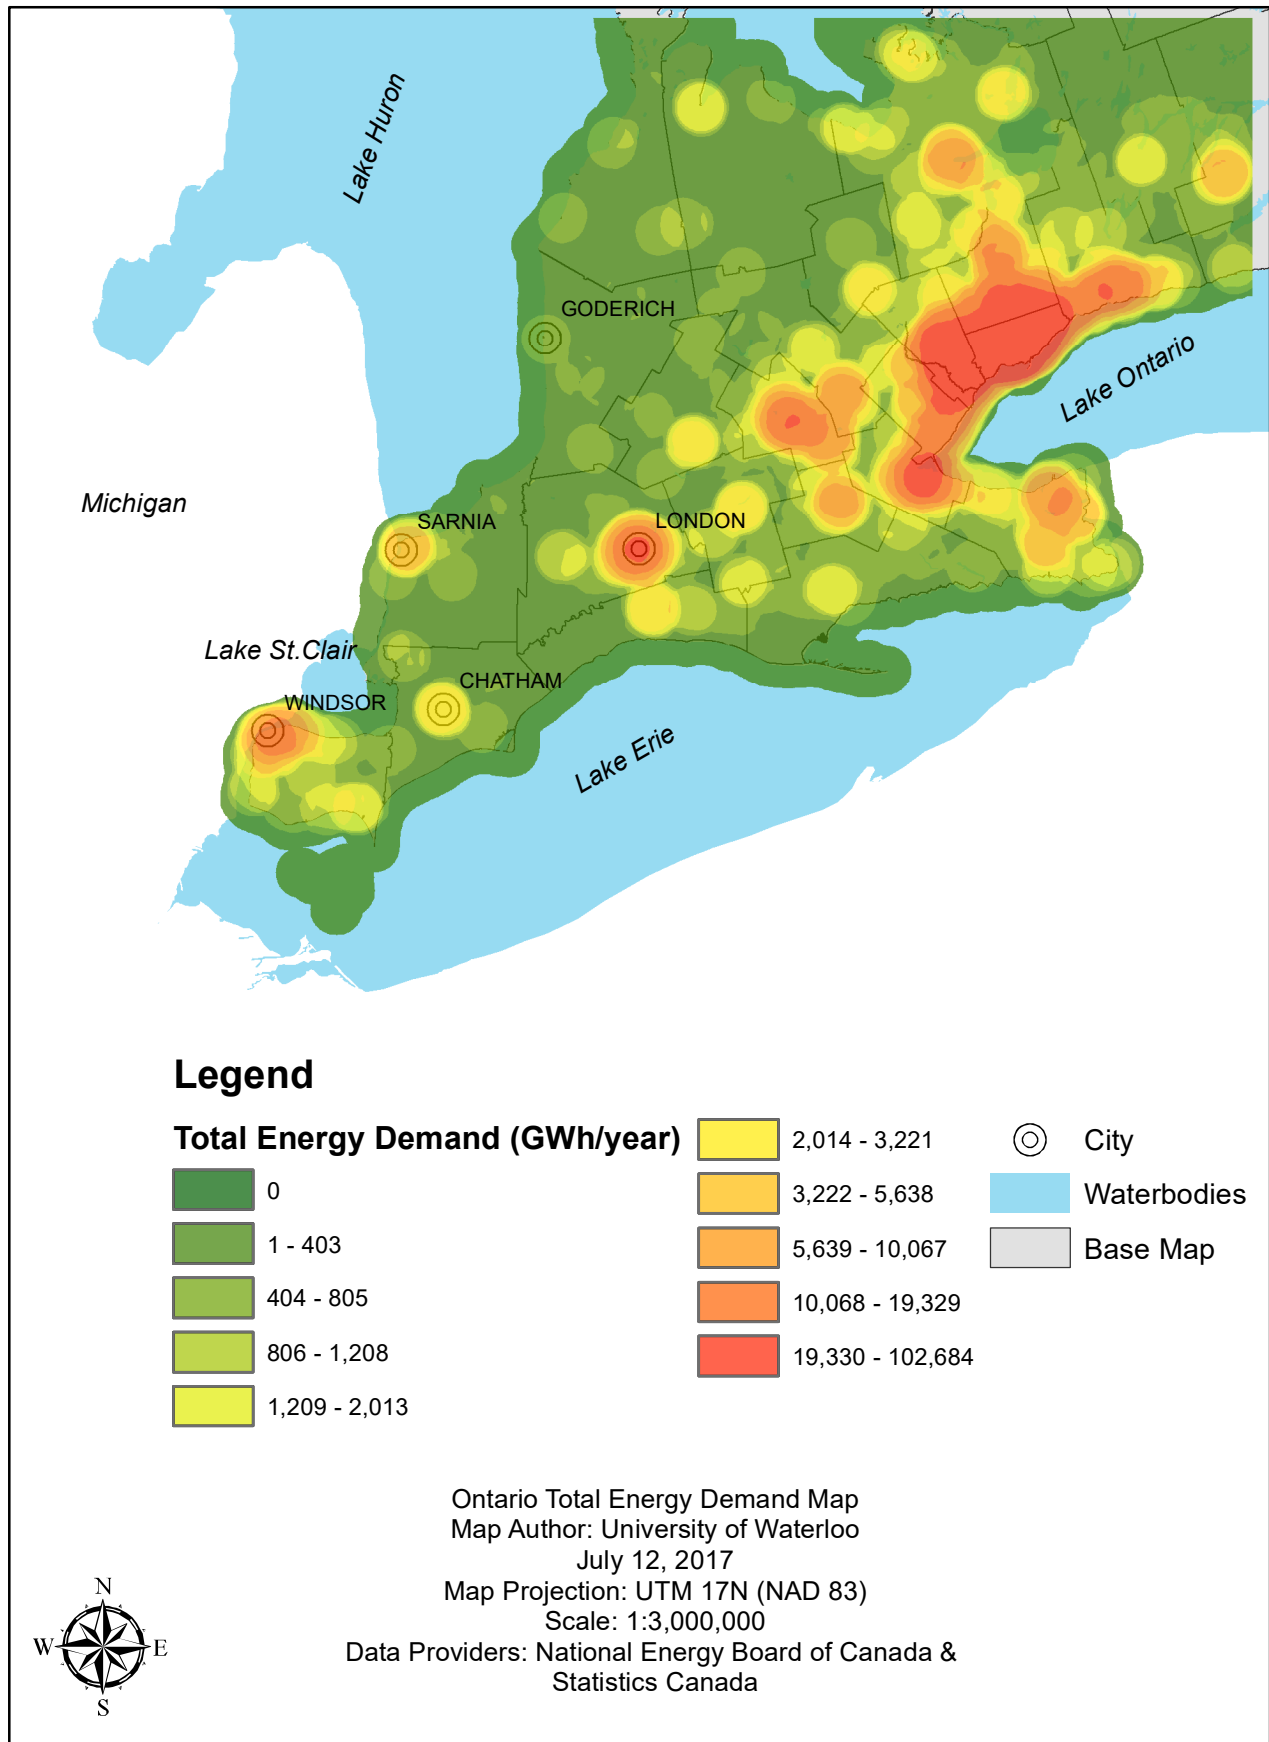 Lake Huron
GODERICH
Lake Ontario
Michigan
SARNIA
LONDON
Lake St.Clair
CHATHAM
WINDSOR
Lake Erie
Legend
Total Energy Demand (GWh/year)
0
1 - 403
404 - 805
806 - 1,208
1,209 - 2,013
2,014 - 3,221
3,222 - 5,638
5,639 - 10,067
10,068 - 19,329
19,330 - 102,684
City
Waterbodies
Base Map
Ontario Total Energy Demand Map
Map Author: University of Waterloo
July 12, 2017
Map Projection: UTM 17N (NAD 83)
Scale: 1:3,000,000
Data Providers: National Energy Board of Canada &
Statistics Canada
N
W E
S